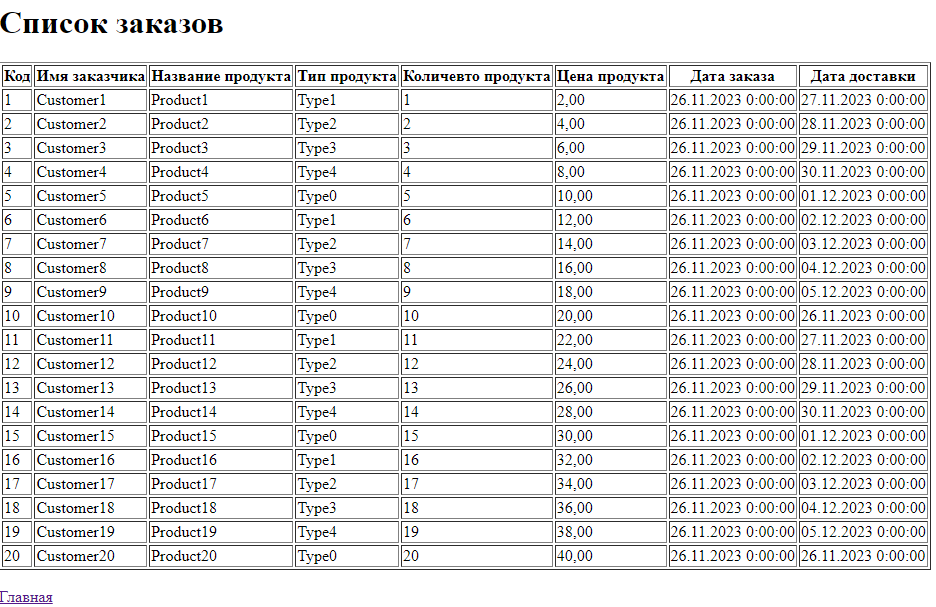 Список заказов
Код Имя заказчика Название продукта Тип продукта Количевто продукта Цена продукта Дата заказа Дата доставки
1 Customer1 Product1 Type1 1 2,00 26.11.2023 0:00:00 27.11.2023 0:00:00
2 Customer2 Product2 Type2 2 4,00 26.11.2023 0:00:00 28.11.2023 0:00:00
3 Customer3 Product3 Type3 3 6,00 26.11.2023 0:00:00 29.11.2023 0:00:00
4 Customer4 Product4 Type4 4 8,00 26.11.2023 0:00:00 30.11.2023 0:00:00
5 Customer5 Product5 Type0 5 10,00 26.11.2023 0:00:00 01.12.2023 0:00:00
6 Customer6 Product6 Type1 6 12,00 26.11.2023 0:00:00 02.12.2023 0:00:00
7 Customer7 Product7 Type2 7 14,00 26.11.2023 0:00:00 03.12.2023 0:00:00
8 Customer8 Product8 Type3 8 16,00 26.11.2023 0:00:00 04.12.2023 0:00:00
9 Customer9 Product9 Type4 9 18,00 26.11.2023 0:00:00 05.12.2023 0:00:00
10 Customer10 Product10 Type0 10 20,00 26.11.2023 0:00:00 26.11.2023 0:00:00
11 Customer11 Product11 Type1 11 22,00 26.11.2023 0:00:00 27.11.2023 0:00:00
12 Customer12 Product12 Type2 12 24,00 26.11.2023 0:00:00 28.11.2023 0:00:00
13 Customer13 Product13 Type3 13 26,00 26.11.2023 0:00:00 29.11.2023 0:00:00
14 Customer14 Product14 Type4 14 28,00 26.11.2023 0:00:00 30.11.2023 0:00:00
15 Customer15 Product15 Type0 15 30,00 26.11.2023 0:00:00 01.12.2023 0:00:00
16 Customer16 Product16 Type1 16 32,00 26.11.2023 0:00:00 02.12.2023 0:00:00
17 Customer17 Product17 Type2 17 34,00 26.11.2023 0:00:00 03.12.2023 0:00:00
18 Customer18 Product18 Type3 18 36,00 26.11.2023 0:00:00 04.12.2023 0:00:00
19 Customer19 Product19 Type4 19 38,00 26.11.2023 0:00:00 05.12.2023 0:00:00
20 Customer20 Product20 Type0 20 40,00 26.11.2023 0:00:00 26.11.2023 0:00:00
Главная